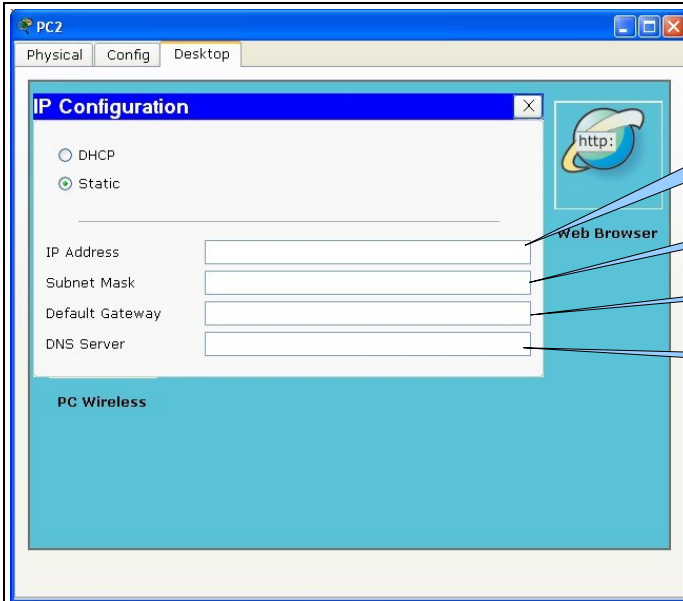 PC2
Physical Config Desktop
IP Configuration
X
http:
DHCP
Static
Web Browser
IP Address
Subnet Mask
Default Gateway
DNS Server
PC Wireless